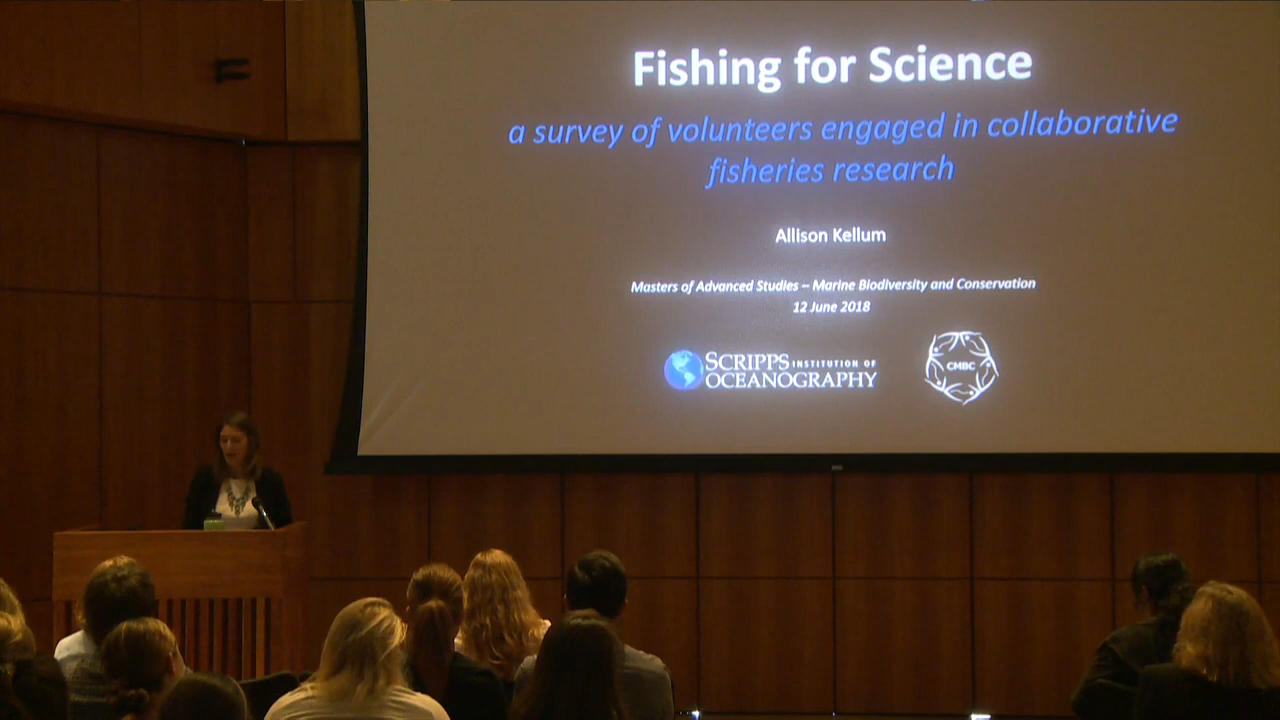 Fishing for Science
a survey of volunteers engaged in collaborative
fisheries research
Allison Kellum
Masters of Advanced Studies – Marine Biodiversity and Conservation
12 June 2018
SCRIPPS INSTITUTION OF
OCEANOGRAPHY
CMBC